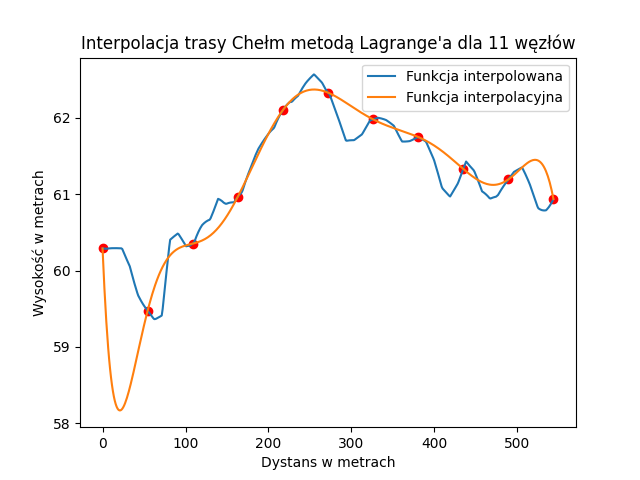 Interpolacja trasy Chełm metodą Lagrange'a dla 11 węzłów
Funkcja interpolowana
Funkcja interpolacyjna
Wysokość w metrach
62
61
60
59
58
0
100
200
300
400
500
Dystans w metrach